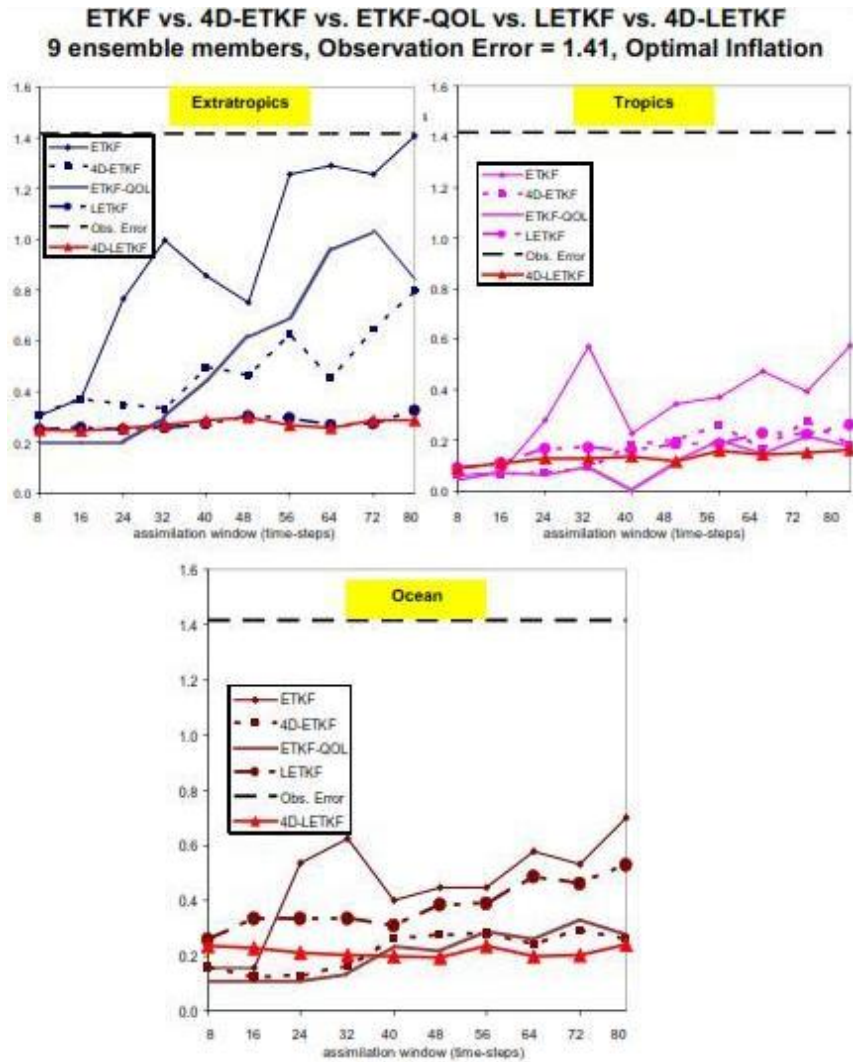 ETKF vs. 4D-ETKF vs. ETKF-QOL vs. LETKF vs. 4D-LETKF
9 ensemble members, Observation Error = 1.41, Optimal Inflation
Extratropics
1.6
1.4
1.2
1.0
0.8
0.6
0.4
0.2
0.0
ETKF
4D-ETKF
ETKF-QOL
LETKF
Obs. Error
4D-LETKF
8 16 24 32 40 48 56 64 72 80
assimilation window (time-steps)
Tropics
1.6
1.4
1.2
1.0
0.8
0.6
0.4
0.2
0.0
ETKF
4D-ETKF
ETKF-QOL
LETKF
Obs. Error
4D-LETKF
8 16 24 32 40 48 56 64 72 80
assimilation window (time-steps)
Ocean
1.6
1.4
1.2
1.0
0.8
0.6
0.4
0.2
0.0
ETKF
4D-ETKF
ETKF-QOL
LETKF
Obs. Error
4D-LETKF
8 16 24 32 40 48 56 64 72 80
assimilation window (time-steps)